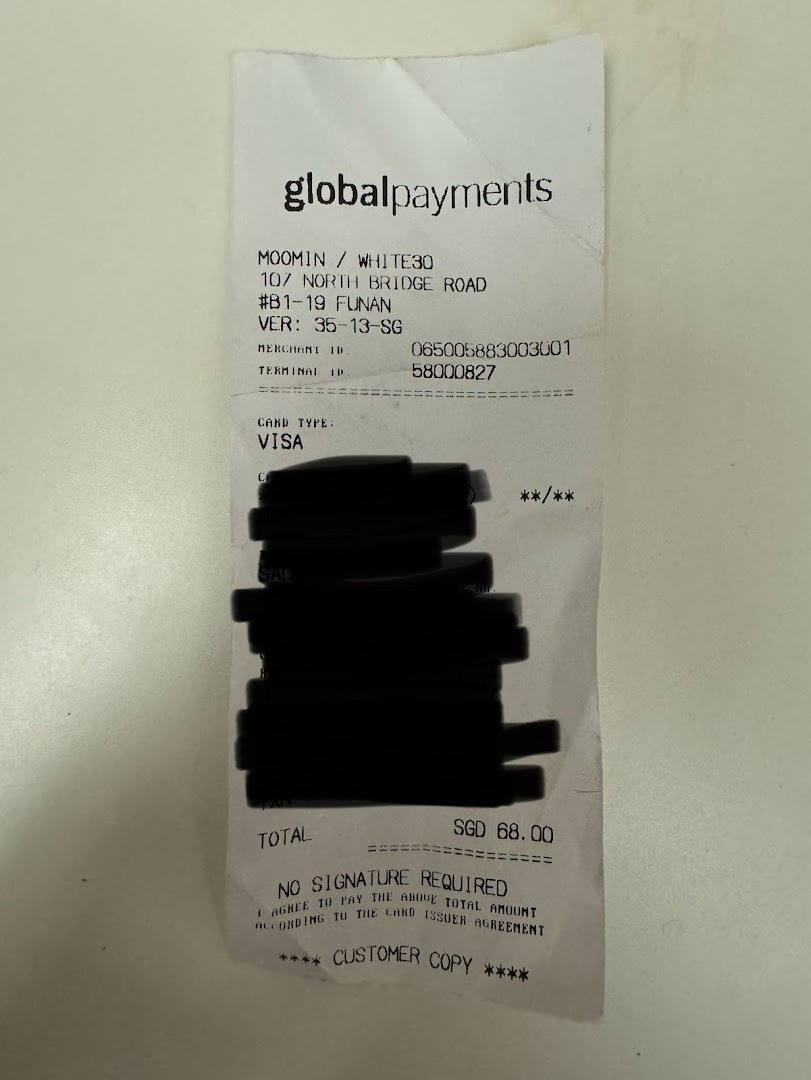 globalpayments
MOOMIN / WHITE30
107 NORTH BRIDGE ROAD
#B1-19 FUNAN
VER: 35-13-SG
MERCHANT ID. 065005883003001
TERMINAL ID. 58000827
CARD TYPE:
VISA
**/**
TOTAL SGD 68.00
NO SIGNATURE REQUIRED
I AGREE TO PAY THE ABOVE TOTAL AMOUNT
ACCORDING TO THE CARD ISSUER AGREEMENT
**** CUSTOMER COPY ****